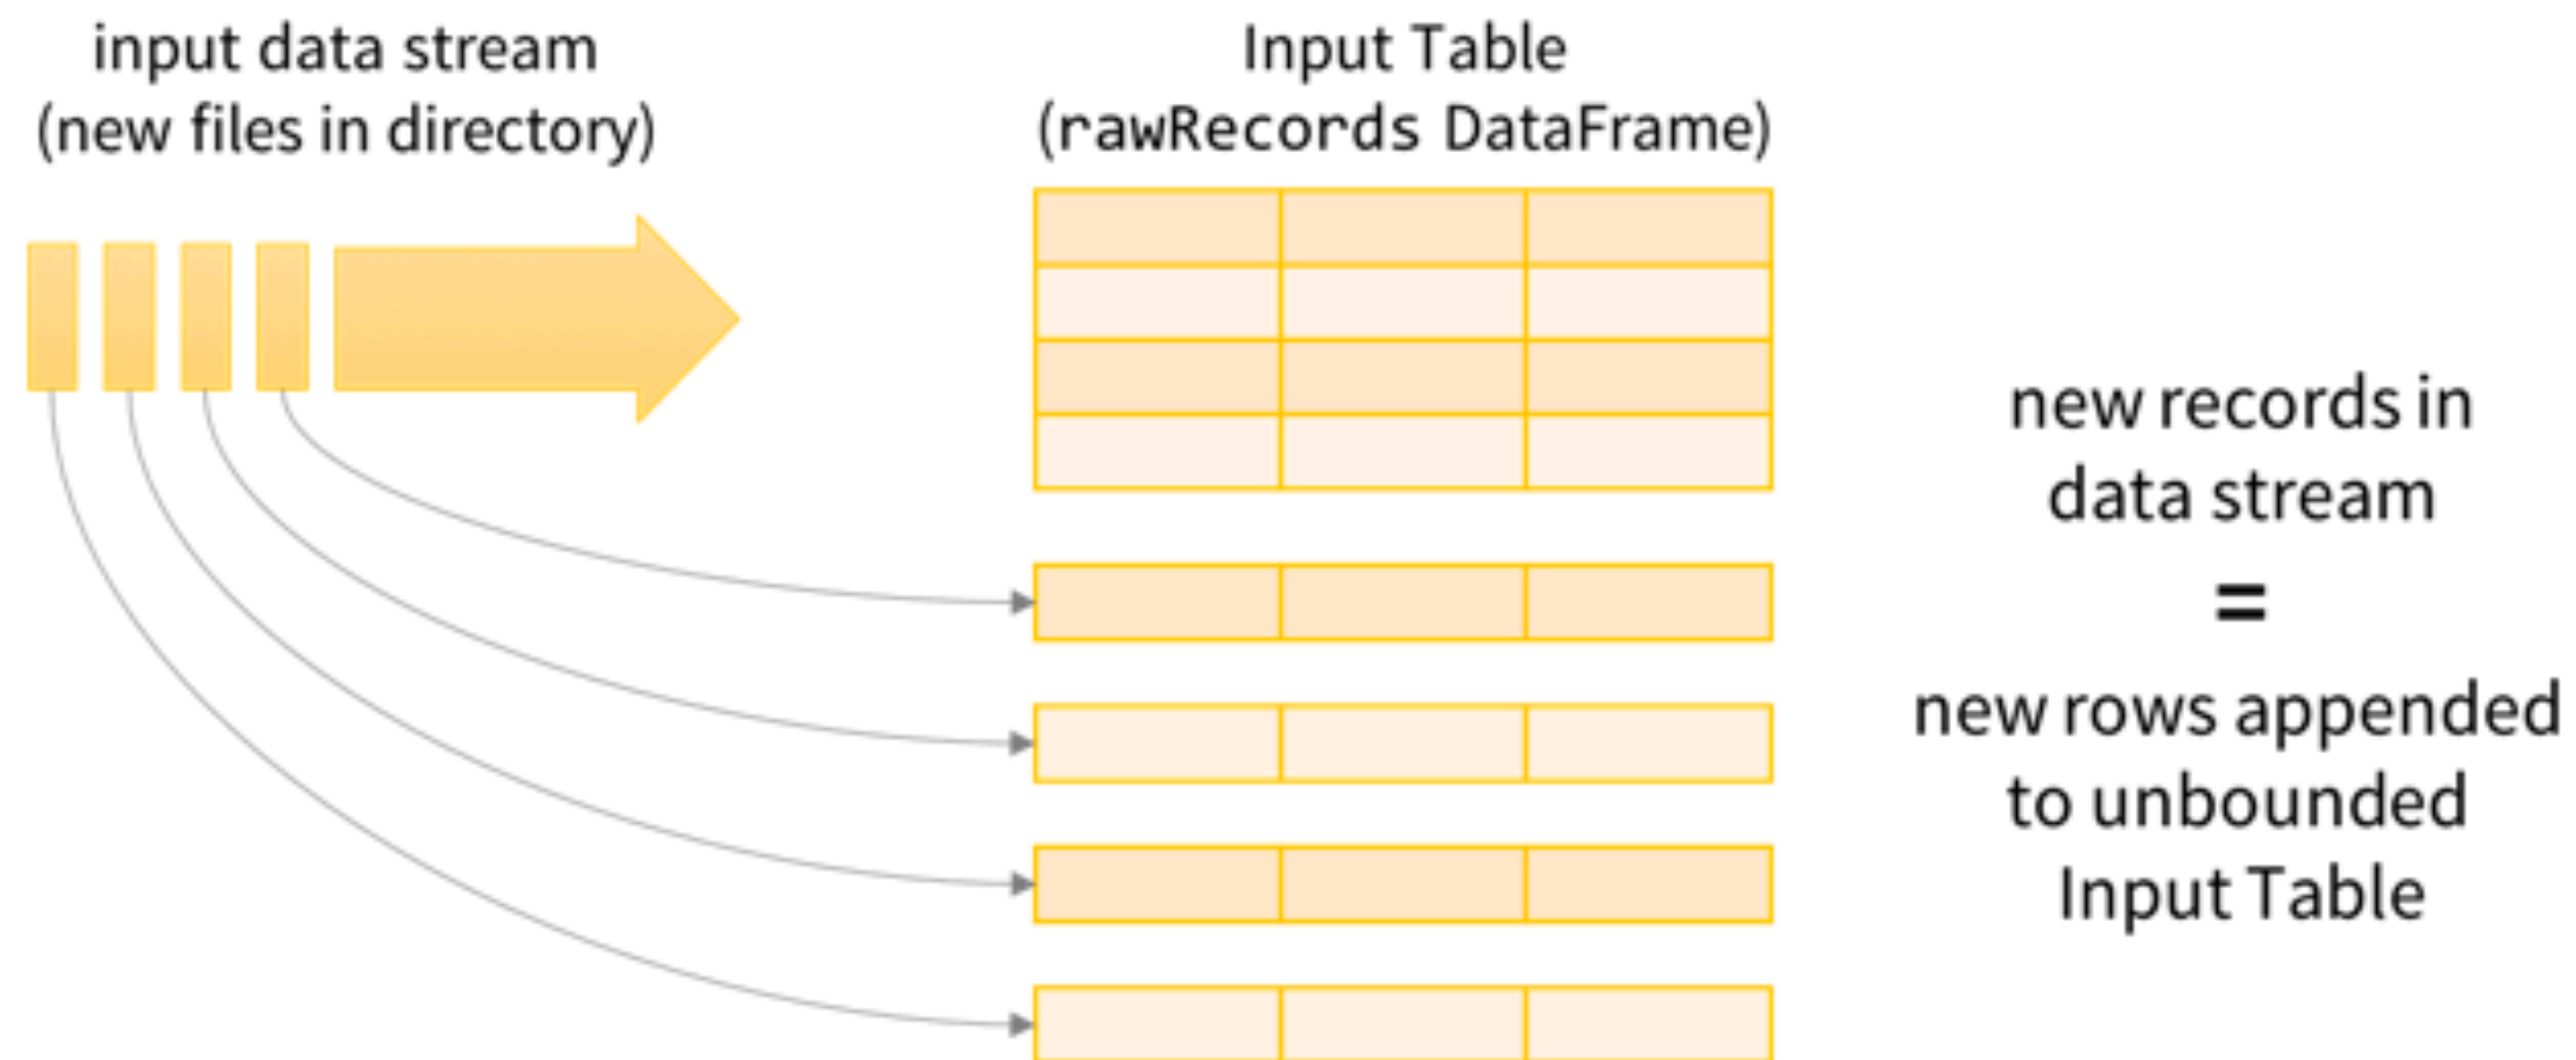 input data stream
(new files in directory)
Input Table
(rawRecords DataFrame)
new records in
data stream
=
new rows appended
to unbounded
Input Table